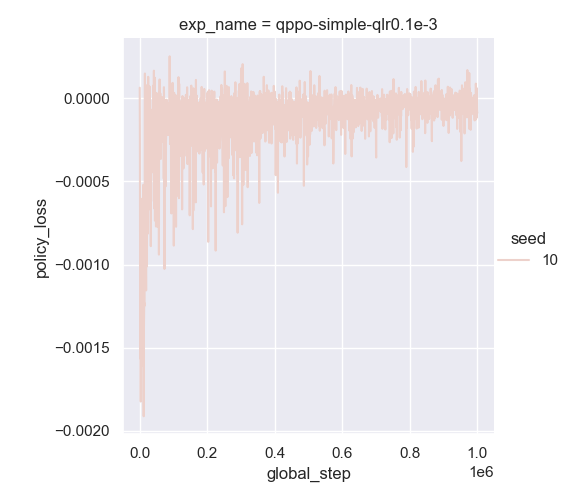 exp_name = qppo-simple-qlr0.1e-3
0.0000
−0.0005
−0.0010
−0.0015
−0.0020
policy_loss
0.0 0.2 0.4 0.6 0.8 1.0
1e6
global_step
seed
10